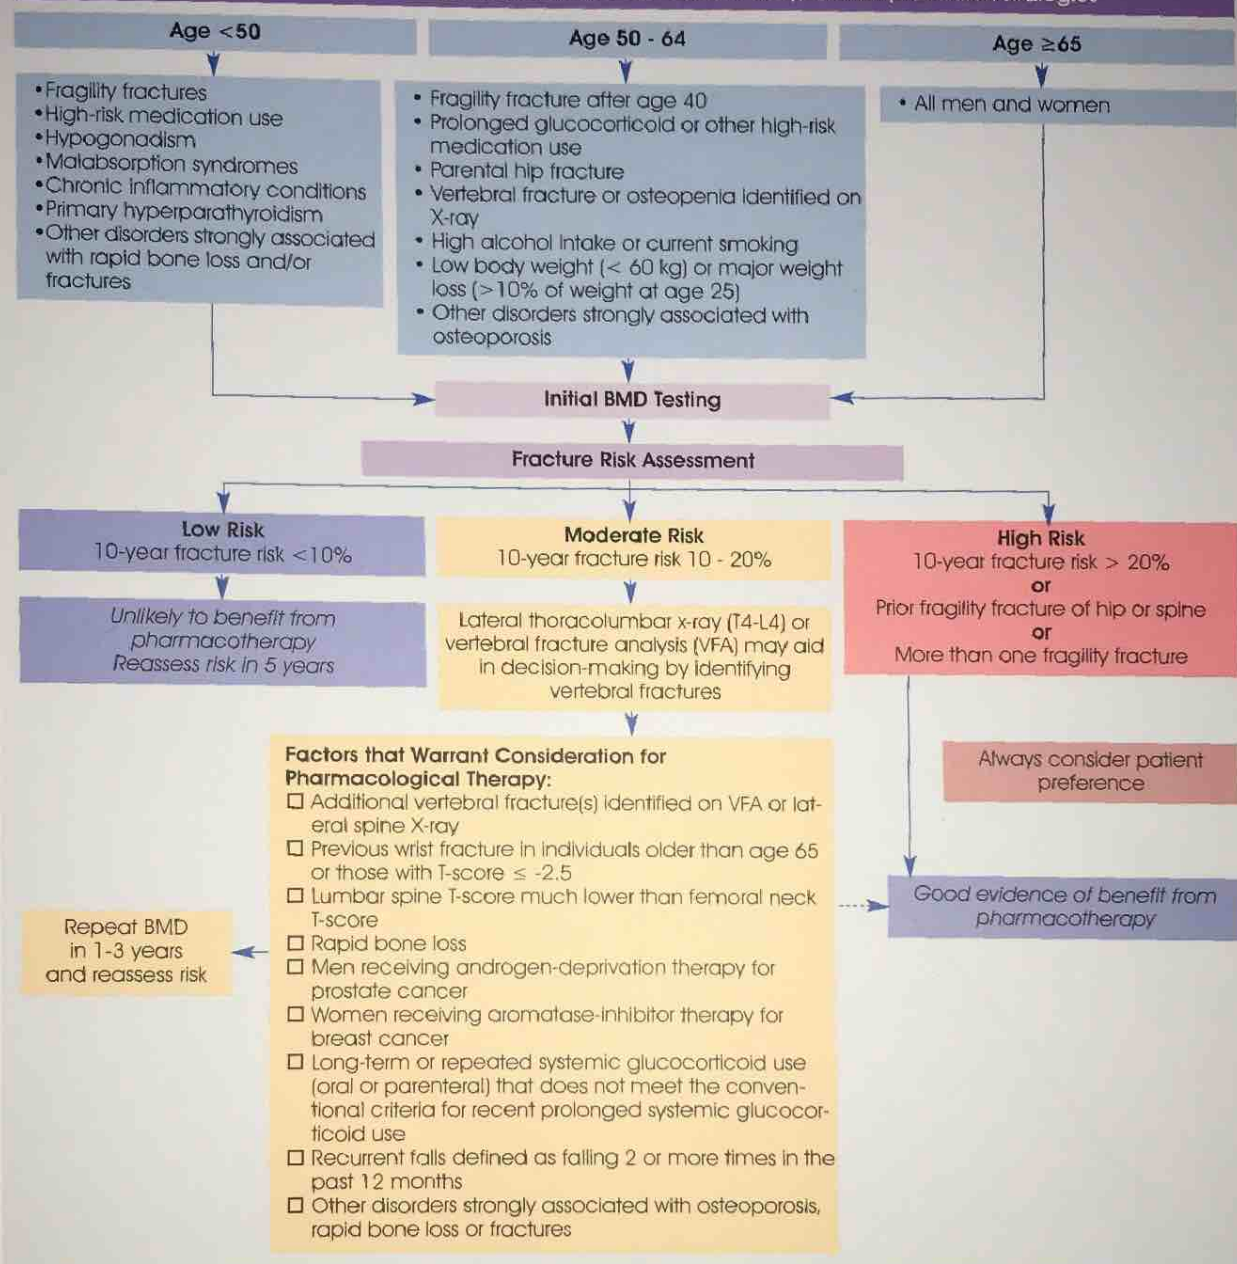 Age <50
• Fragility fractures
• High-risk medication use
• Hypogonadism
• Malabsorption syndromes
• Chronic inflammatory conditions
• Primary hyperparathyroidism
• Other disorders strongly associated
with rapid bone loss and/or
fractures
Age 50 - 64
• Fragility fracture after age 40
• Prolonged glucocorticoid or other high-risk
medication use
• Parental hip fracture
• Vertebral fracture or osteopenia identified on
X-ray
• High alcohol intake or current smoking
• Low body weight (< 60 kg) or major weight
loss (>10% of weight at age 25)
• Other disorders strongly associated with
osteoporosis
Age ≥65
• All men and women
Initial BMD Testing
Fracture Risk Assessment
Low Risk
10-year fracture risk <10%
Unlikely to benefit from
pharmacotherapy
Reassess risk in 5 years
Moderate Risk
10-year fracture risk 10 - 20%
Lateral thoracolumbar x-ray (T4-L4) or
vertebral fracture analysis (VFA) may aid
in decision-making by identifying
vertebral fractures
High Risk
10-year fracture risk > 20%
or
Prior fragility fracture of hip or spine
or
More than one fragility fracture
Always consider patient
preference
Good evidence of benefit from
pharmacotherapy
Factors that Warrant Consideration for
Pharmacological Therapy:
☐ Additional vertebral fracture(s) identified on VFA or lat-
eral spine X-ray
☐ Previous wrist fracture in individuals older than age 65
or those with T-score ≤ -2.5
☐ Lumbar spine T-score much lower than femoral neck
T-score
☐ Rapid bone loss
☐ Men receiving androgen-deprivation therapy for
prostate cancer
☐ Women receiving aromatase-inhibitor therapy for
breast cancer
☐ Long-term or repeated systemic glucocorticoid use
(oral or parenteral) that does not meet the conven-
tional criteria for recent prolonged systemic glucocor-
ticoid use
☐ Recurrent falls defined as falling 2 or more times in the
past 12 months
☐ Other disorders strongly associated with osteoporosis,
rapid bone loss or fractures
Repeat BMD
in 1-3 years
and reassess risk